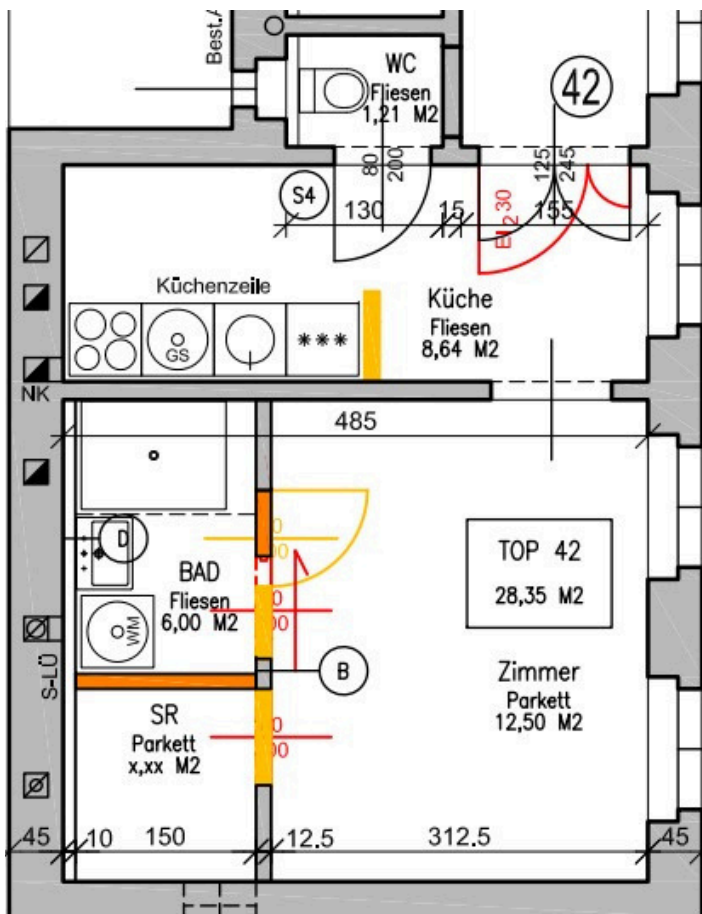 Best.A
WC
Fliesen
1,21 M2
42
80
200
125
245
S4
130
15
155
EI 30
2
Küchenzeile
GS
***
Küche
Fliesen
8,64 M2
NK
485
D
BAD
Fliesen
6,00 M2
WM
TOP 42
28,35 M2
S-LÜ
B
Zimmer
Parkett
12,50 M2
SR
Parkett
x,xx M2
45
10
150
12.5
312.5
45